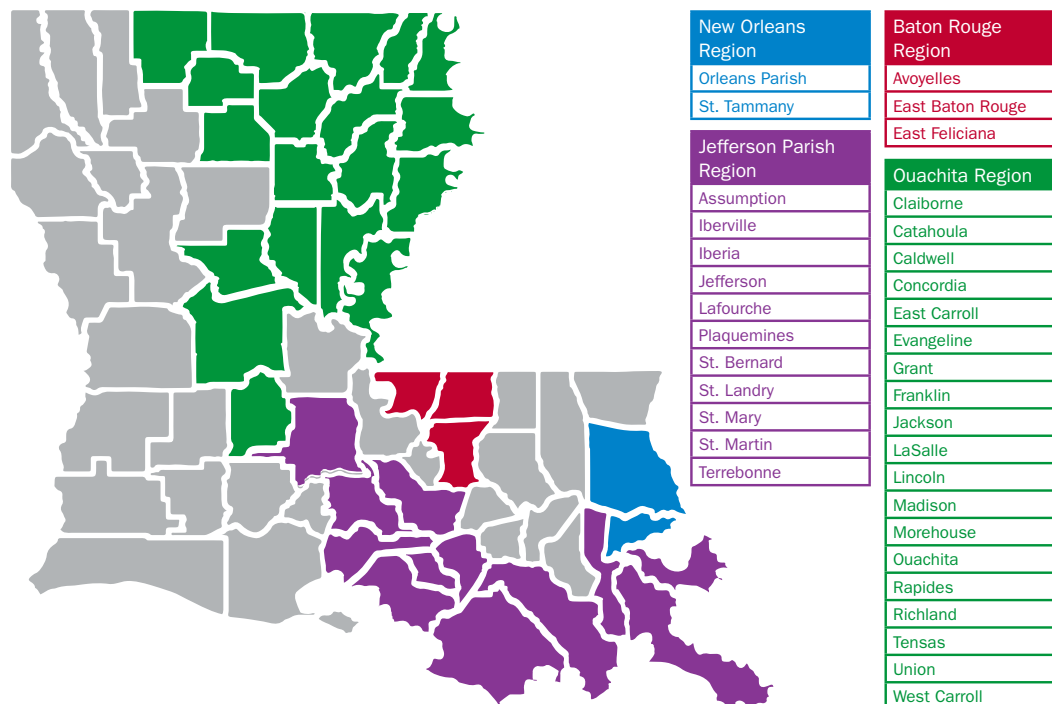 New Orleans
Region
Orleans Parish
St. Tammany
Jefferson Parish
Region
Assumption
Iberville
Iberia
Jefferson
Lafourche
Plaquemines
St. Bernard
St. Landry
St. Mary
St. Martin
Terrebonne
Baton Rouge
Region
Avoyelles
East Baton Rouge
East Feliciana
Ouachita Region
Claiborne
Catahoula
Caldwell
Concordia
East Carroll
Evangeline
Grant
Franklin
Jackson
LaSalle
Lincoln
Madison
Morehouse
Ouachita
Rapides
Richland
Tensas
Union
West Carroll